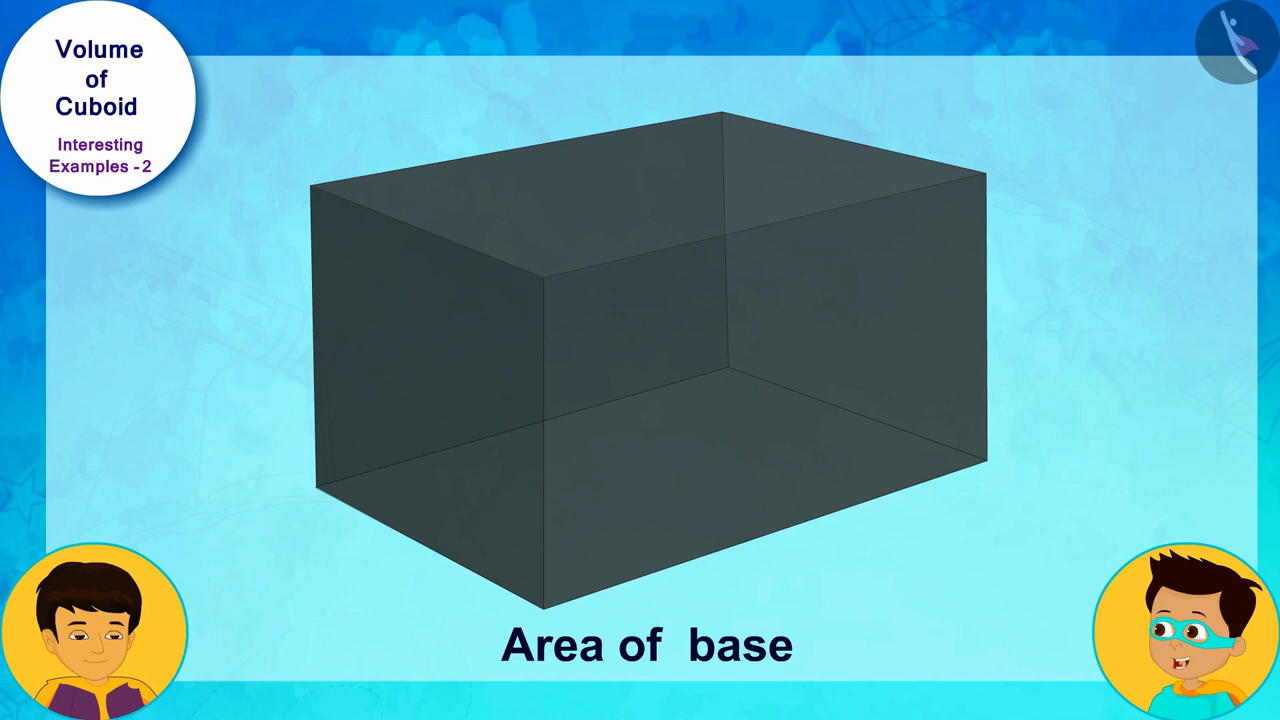 Volume
of
Cuboid
Interesting
Examples - 2
Area of base